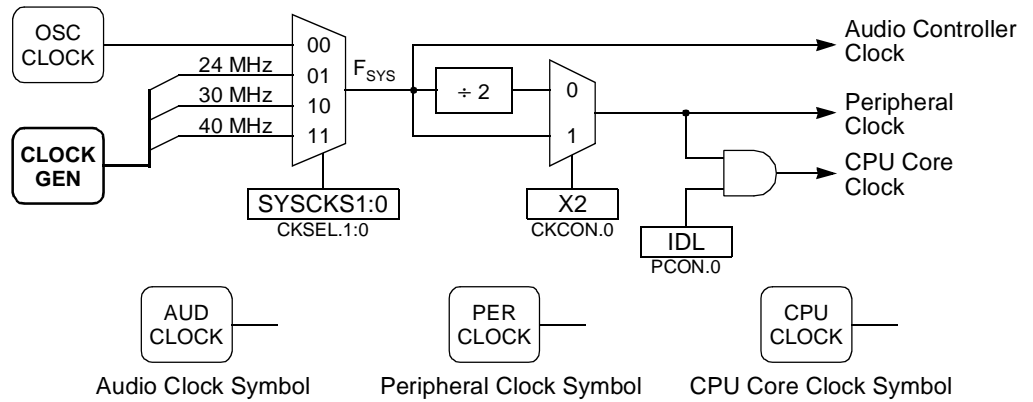 OSC
CLOCK
24 MHz
30 MHz
40 MHz
CLOCK
GEN
00
01
10
11
FSYS
÷ 2
0
1
SYSCKS1:0
CKSEL.1:0
X2
CKCON.0
IDL
PCON.0
Audio Controller
Clock
Peripheral
Clock
CPU Core
Clock
AUD
CLOCK
Audio Clock Symbol
PER
CLOCK
Peripheral Clock Symbol
CPU
CLOCK
CPU Core Clock Symbol